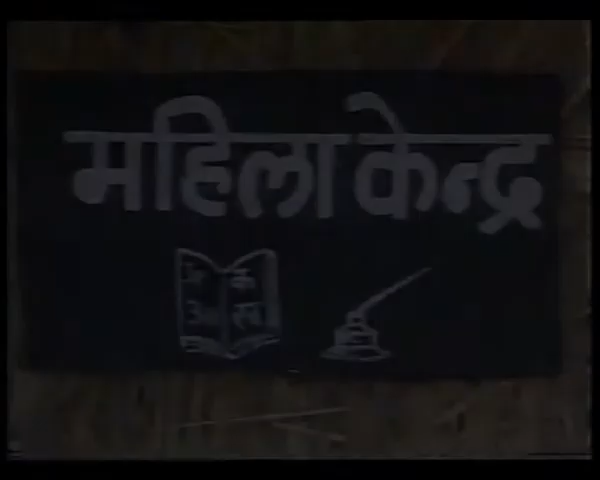 महिला केन्द्र
अ क
आ ख